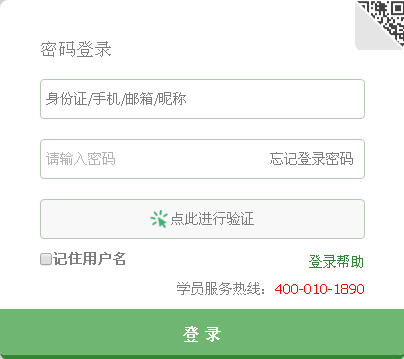 密码登录
身份证/手机/邮箱/昵称
请输入密码 忘记登录密码
点此进行验证
记住用户名 登录帮助
学员服务热线：400-010-1890
登 录